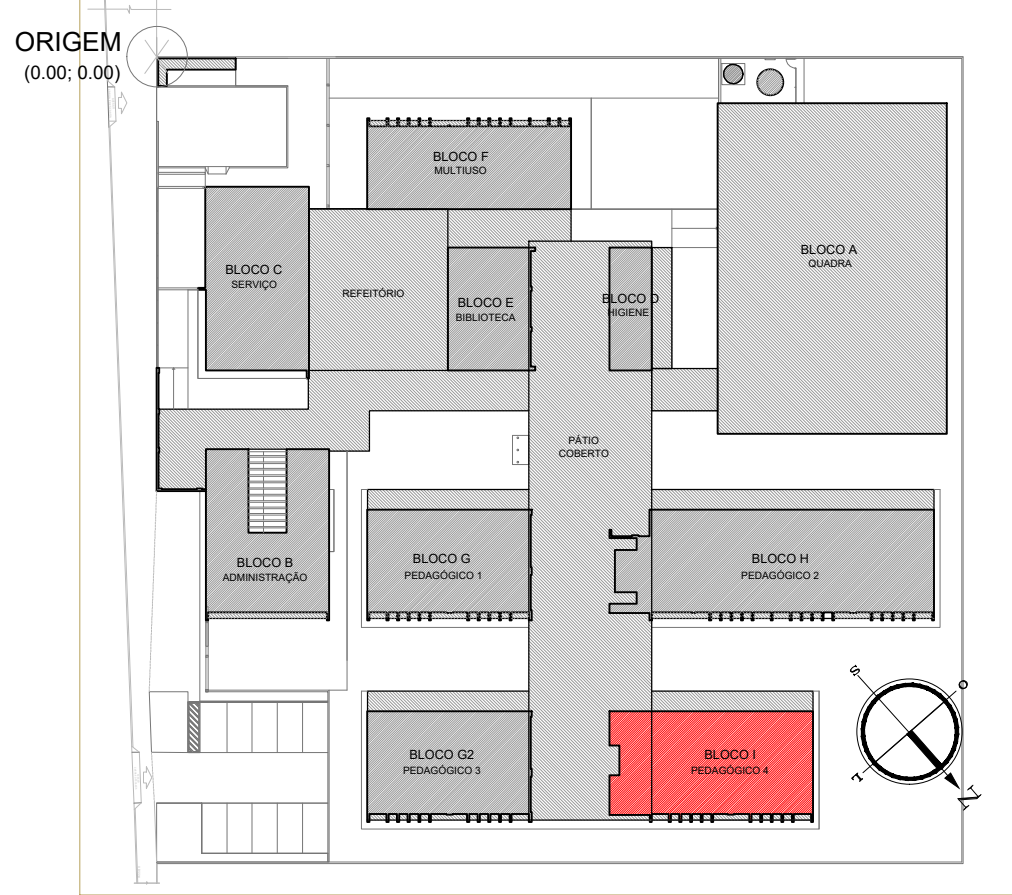 ORIGEM
(0.00; 0.00)
BLOCO F
MULTIUSO
BLOCO A
QUADRA
BLOCO C
SERVIÇO
REFEITÓRIO
BLOCO E
BIBLIOTECA
BLOCO D
HIGIENE
PÁTIO
COBERTO
BLOCO B
ADMINISTRAÇÃO
BLOCO G
PEDAGÓGICO 1
BLOCO H
PEDAGÓGICO 2
BLOCO G2
PEDAGÓGICO 3
BLOCO I
PEDAGÓGICO 4
S
O
L
N